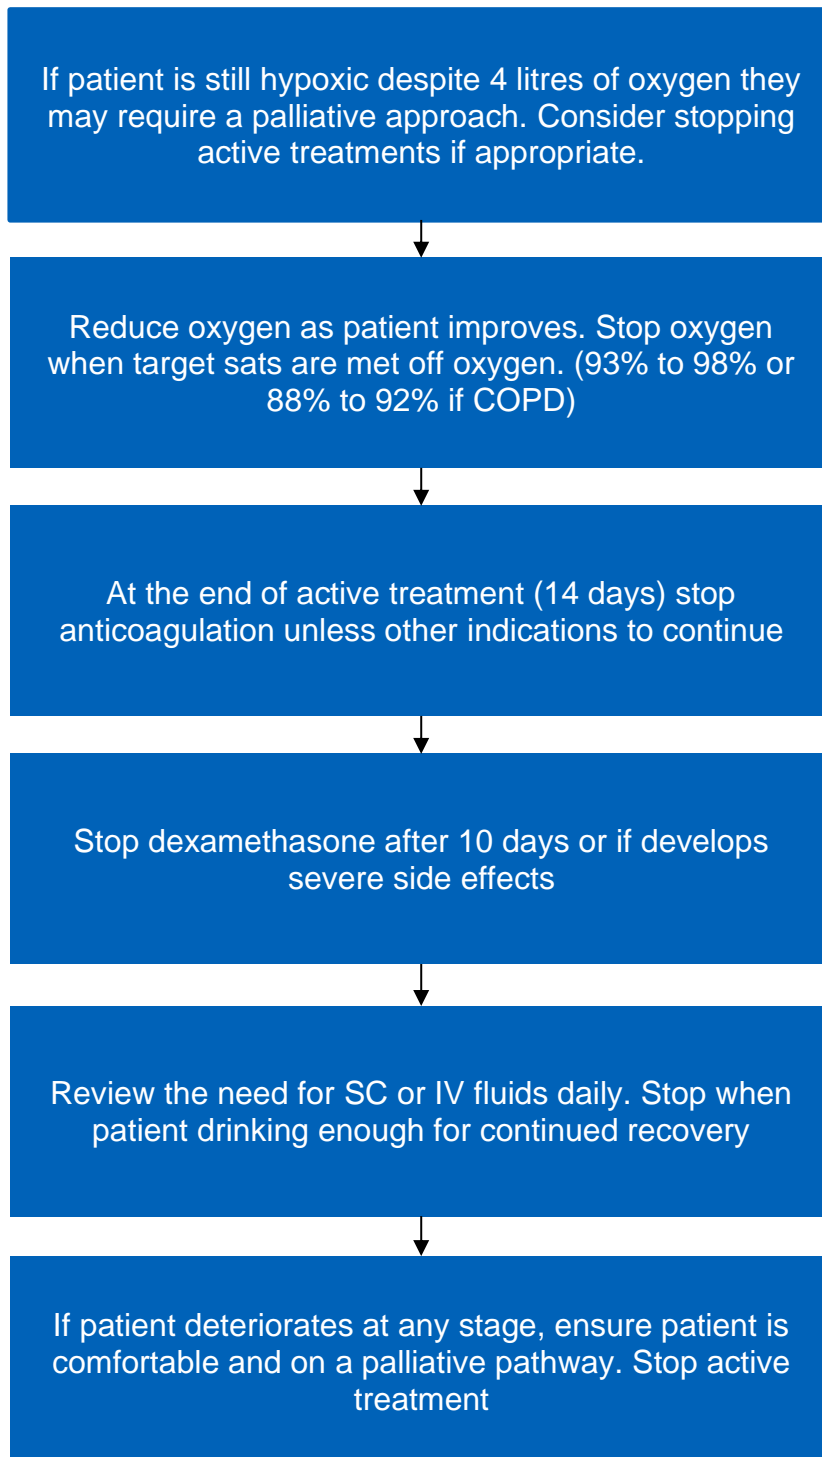 If patient is still hypoxic despite 4 litres of oxygen they
may require a palliative approach. Consider stopping
active treatments if appropriate.
Reduce oxygen as patient improves. Stop oxygen
when target sats are met off oxygen. (93% to 98% or
88% to 92% if COPD)
At the end of active treatment (14 days) stop
anticoagulation unless other indications to continue
Stop dexamethasone after 10 days or if develops
severe side effects
Review the need for SC or IV fluids daily. Stop when
patient drinking enough for continued recovery
If patient deteriorates at any stage, ensure patient is
comfortable and on a palliative pathway. Stop active
treatment